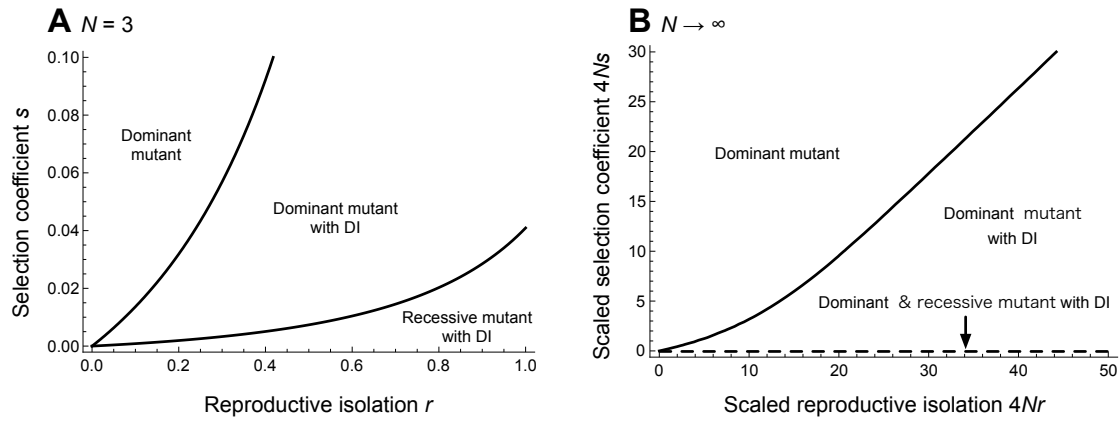 A N = 3
0.10
0.08
0.06
0.04
0.02
0.00
0.0
0.2
0.4
0.6
0.8
1.0
Selection coefficient s
Reproductive isolation r
Dominant
mutant
Dominant mutant
with DI
Recessive mutant
with DI
B N → ∞
30
25
20
15
10
5
0
0
10
20
30
40
50
Scaled selection coefficient 4Ns
Scaled reproductive isolation 4Nr
Dominant mutant
Dominant mutant
with DI
Dominant & recessive mutant with DI